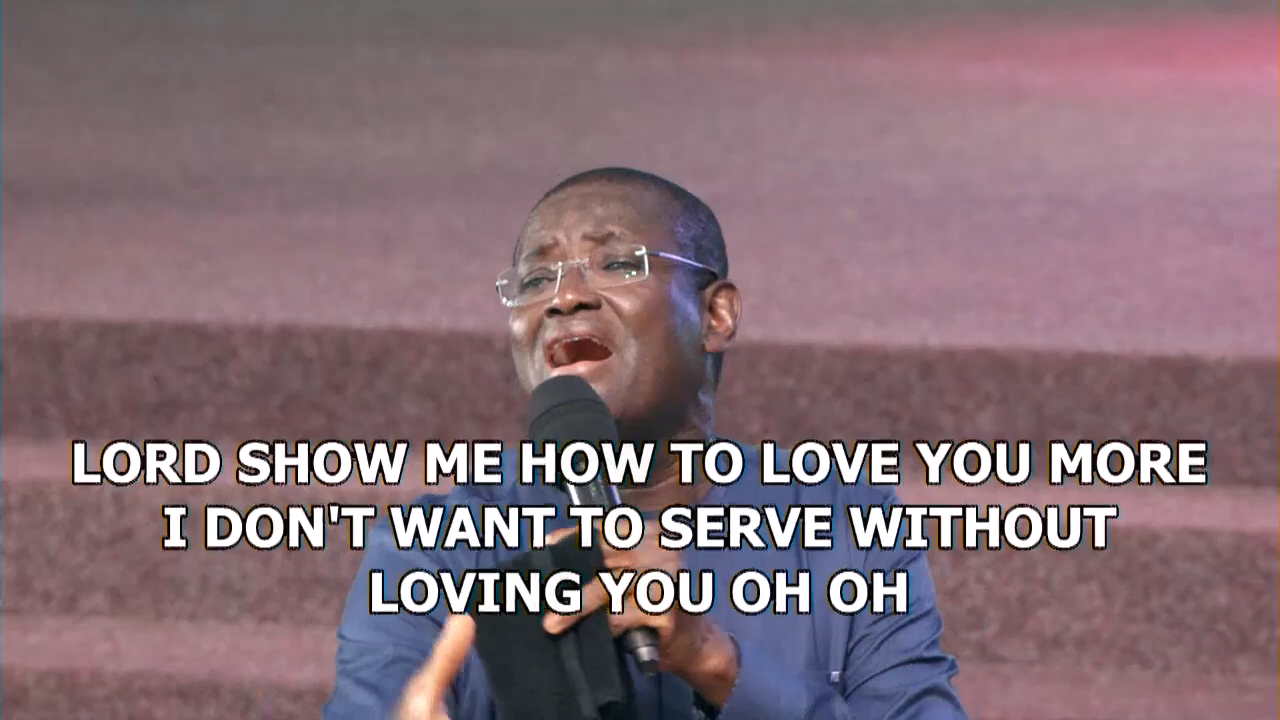 LORD SHOW ME HOW TO LOVE YOU MORE
I DON'T WANT TO SERVE WITHOUT
LOVING YOU OH OH